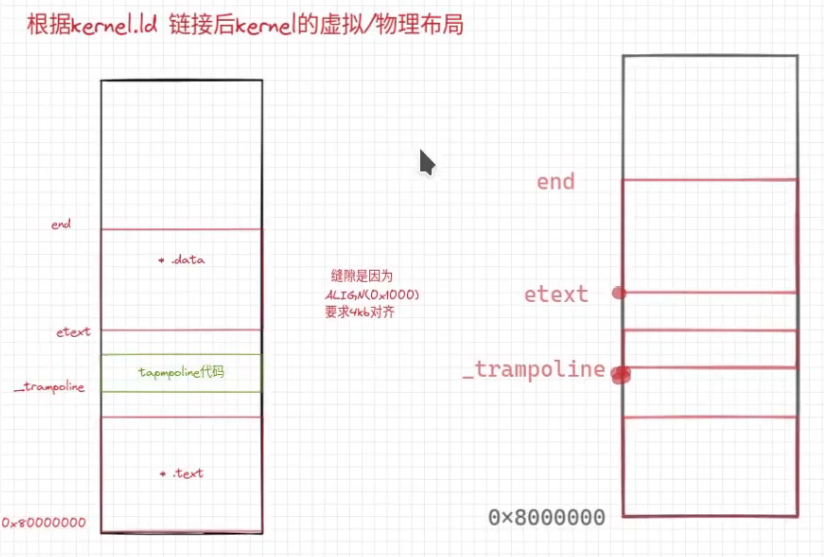 根据kernel.ld 链接后kernel的虚拟/物理布局
end
* .data
etext
tapmpoline代码
_trampoline
* .text
0x80000000
缝隙是因为
ALIGN(0x1000)
要求4kb对齐
end
etext
_trampoline
0×8000000